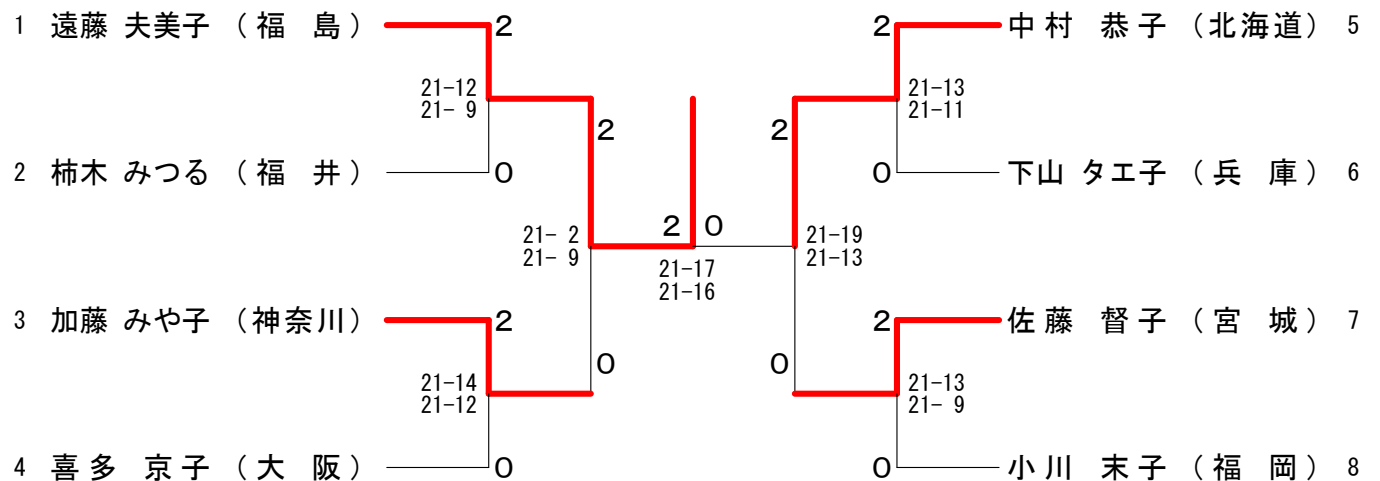 1 遠藤 夫美子 (福 島) 2 2 中村 恭子 (北海道) 5
21-12 21-13
21- 9 21-11
2 2
2 柿木 みつる (福 井) 0 0 下山 タエ子 (兵 庫) 6
2 0
21- 2 21-19
21- 9 21-13
21-17
21-16
3 加藤 みや子 (神奈川) 2 2 佐藤 督子 (宮 城) 7
0 0
21-14 21-13
21-12 21- 9
4 喜多 京子 (大 阪) 0 0 小川 末子 (福 岡) 8